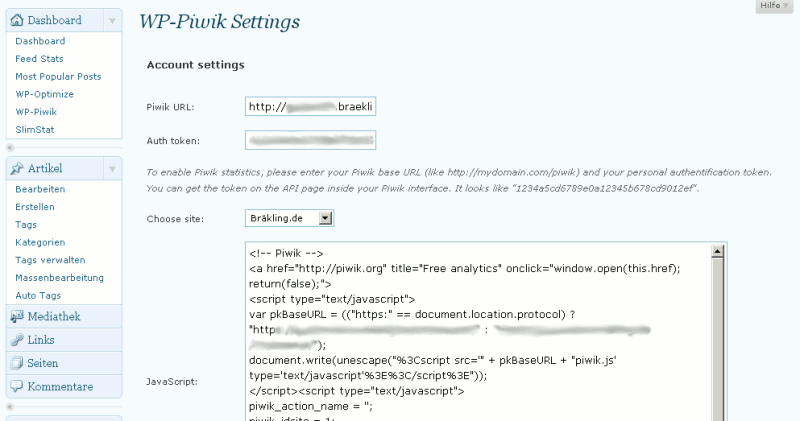 Hilfe
Dashboard
Dashboard
Feed Stats
Most Popular Posts
WP-Optimize
WP-Piwik
SlimStat
Artikel
Bearbeiten
Erstellen
Tags
Kategorien
Tags verwalten
Massenbearbeitung
Auto Tags
Mediathek
Links
Seiten
Kommentare
WP-Piwik Settings
Account settings
Piwik URL:
http:// .braekli
Auth token:
To enable Piwik statistics, please enter your Piwik base URL (like http://mydomain.com/piwik) and your personal authentification token.
You can get the token on the API page inside your Piwik interface. It looks like "1234a5cd6789e0a12345b678cd9012ef".
Choose site:
Bräkling.de
JavaScript:
<!-- Piwik -->
<a href="http://piwik.org" title="Free analytics" onclick="window.open(this.href);
return(false);">
<script type="text/javascript">
var pkBaseURL = (("https:" == document.location.protocol) ?
"http :
");
document.write(unescape("%3Cscript src='" + pkBaseURL + "piwik.js'
type='text/javascript'%3E%3C/script%3E"));
</script><script type="text/javascript">
piwik_action_name = '';
piwik_idsite = 1;